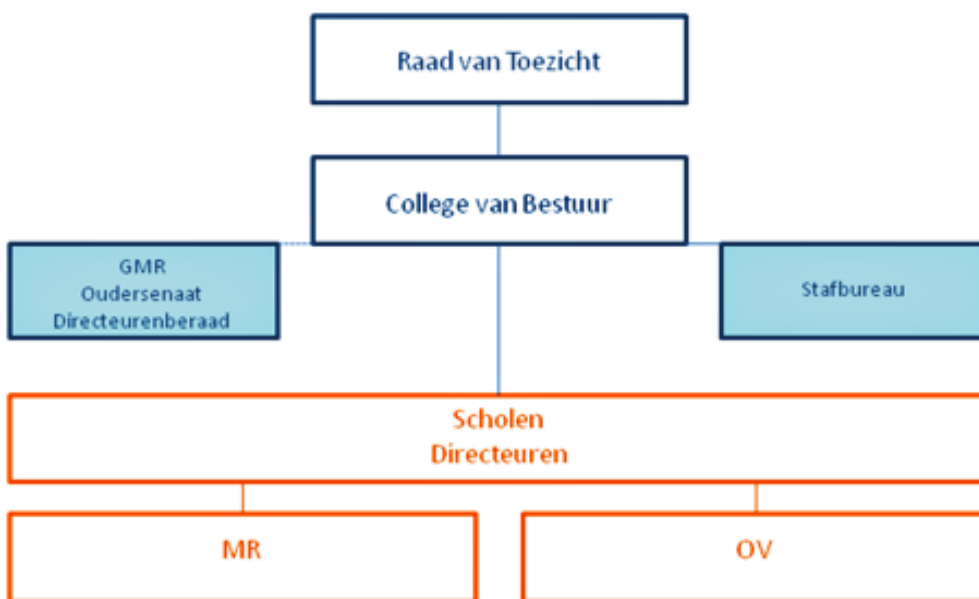 Raad van Toezicht
College van Bestuur
GMR
Oudersenaat
Directeurenberaad
Stafbureau
Scholen
Directeuren
MR
OV